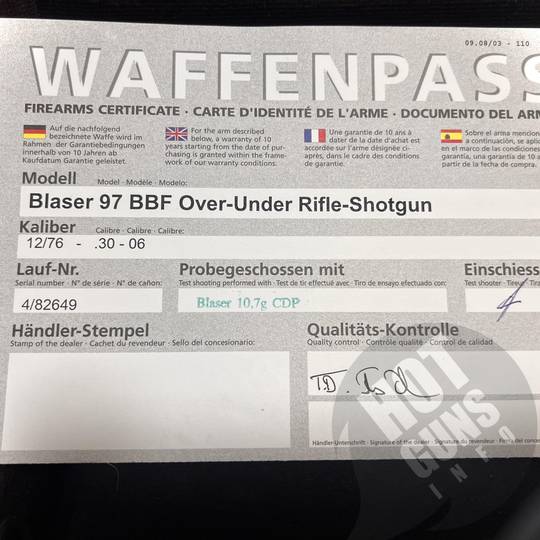 09.08/03 - 110
WAFFENPASS
FIREARMS CERTIFICATE · CARTE D'IDENTITÉ DE L'ARME · DOCUMENTO DEL
Auf die nachfolgend
bezeichnete Waffe wird im
Rahmen der Garantiebedingungen
innerhalb von 10 Jahren ab
Kaufdatum Garantie geleistet.
For the arm described
below, a warranty of 10
years starting from the date of pur-
chasing is granted within the frame-
work of our warranty conditions.
Une garantie de 10 ans à
dater de la date d'achat est
accordée sur l'arme désignée ci-
après, dans le cadre des conditions
de garantie.
Sobre el arma
a continuación, se
en el marco de las condiciones
garantía, una garantía de 10
partir de la fecha de compra.
Modell Model · Modèle · Modelo:
Blaser 97 BBF Over-Under Rifle-Shotgun
Kaliber Calibre · Calibre · Calibre:
12/76 - .30 - 06
Lauf-Nr.
Serial number · N° de série · N° de cañon:
4/82649
Probegeschossen mit
Test shooting performed with · Test de tir effectué avec · Tiro de ensayo efectuado con:
Blaser 10,7g CDP
Einschiess
Test shooter ·
Händler-Stempel
Stamp of the dealer · Cachet du revendeur · Sello del concesionario:
Qualitäts-Kontrolle
Quality control · Contrôle qualité · Control de calidad
Händler-Unterschrift · Signature of the dealer · Signature du revendeur ·
HOT
GUNS
INFO